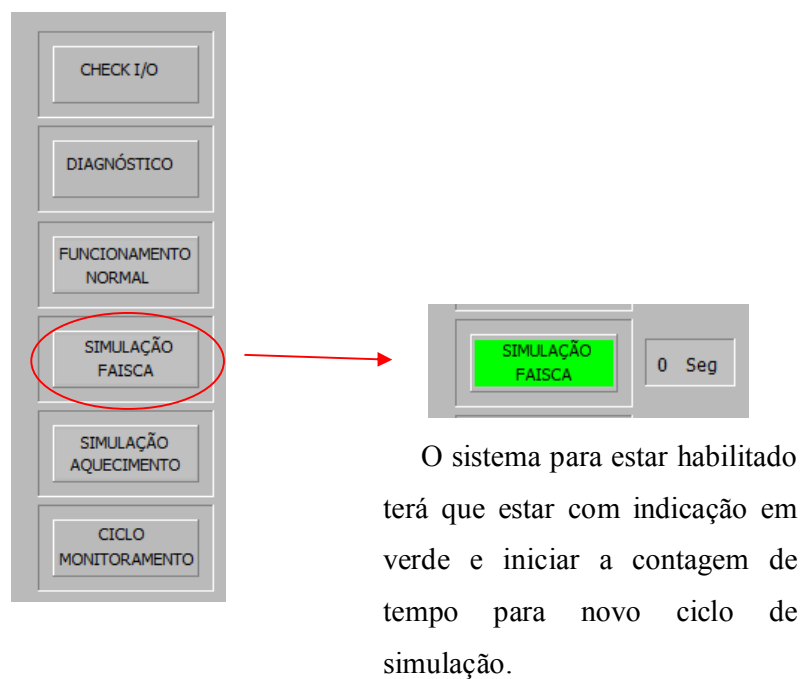 CHECK I/O
DIAGNÓSTICO
FUNCIONAMENTO
NORMAL
SIMULAÇÃO
FAISCA
SIMULAÇÃO
AQUECIMENTO
CICLO
MONITORAMENTO
SIMULAÇÃO
FAISCA
0 Seg
O sistema para estar habilitado
terá que estar com indicação em
verde e iniciar a contagem de
tempo para novo ciclo de
simulação.